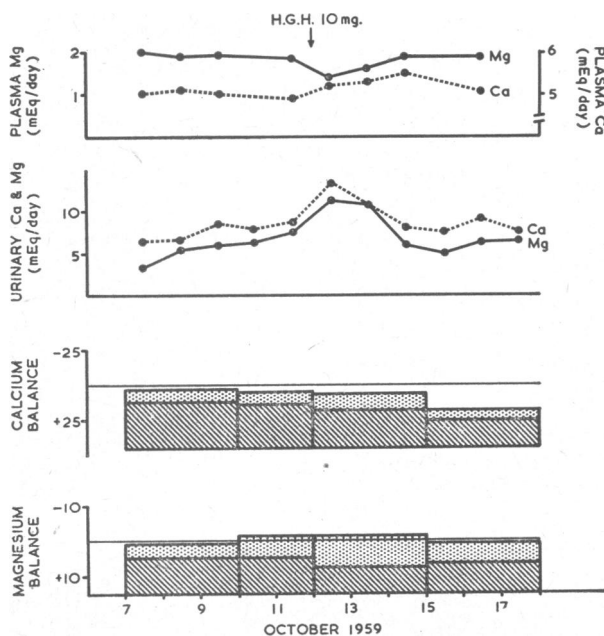 H.G.H. 10 mg.
PLASMA Mg
(mEq/day)
2
1
Mg
Ca
6
5
PLASMA Ca
(mEq/day)
URINARY Ca & Mg
(mEq/day)
10
5
Ca
Mg
CALCIUM
BALANCE
-25
+25
MAGNESIUM
BALANCE
-10
+10
7 9 11 13 15 17
OCTOBER 1959